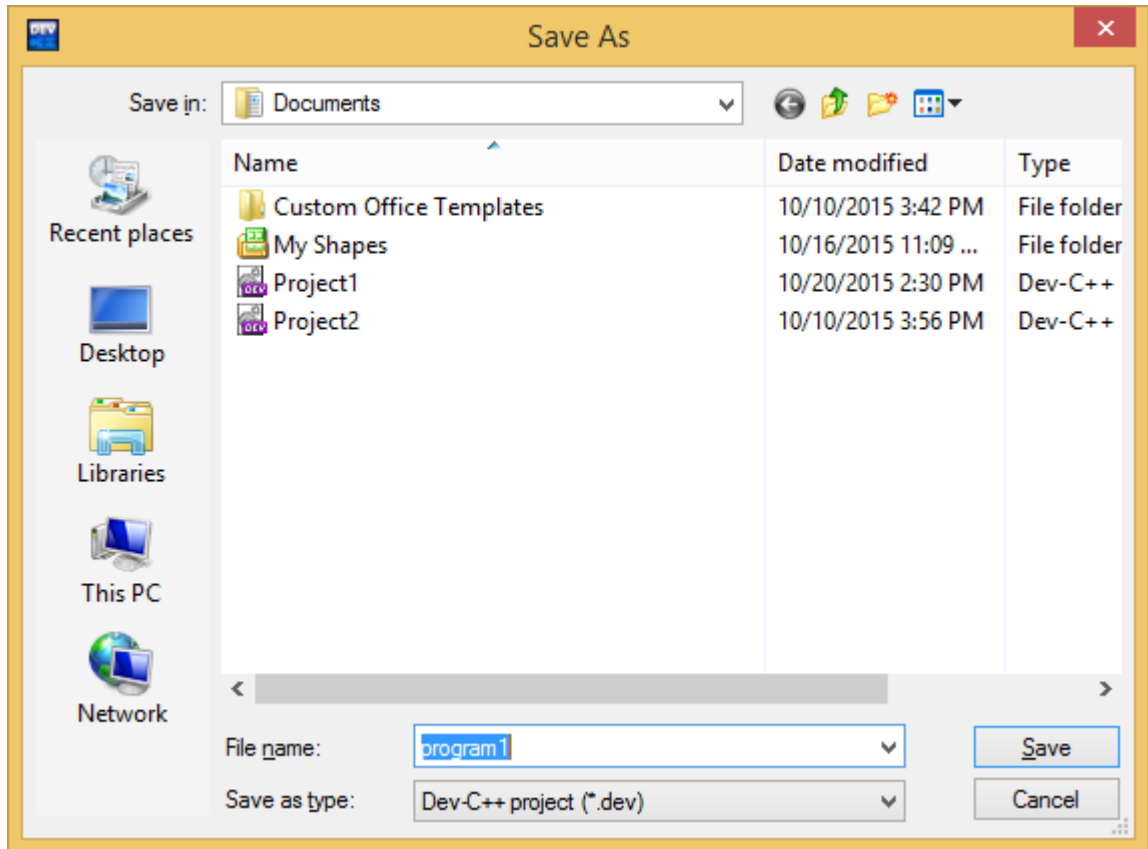 Save As
Save in: Documents
Name Date modified Type
Custom Office Templates 10/10/2015 3:42 PM File folder
My Shapes 10/16/2015 11:09 ... File folder
Project1 10/20/2015 2:30 PM Dev-C++
Project2 10/10/2015 3:56 PM Dev-C++
Recent places
Desktop
Libraries
This PC
Network
File name: program1 Save
Save as type: Dev-C++ project (*.dev) Cancel